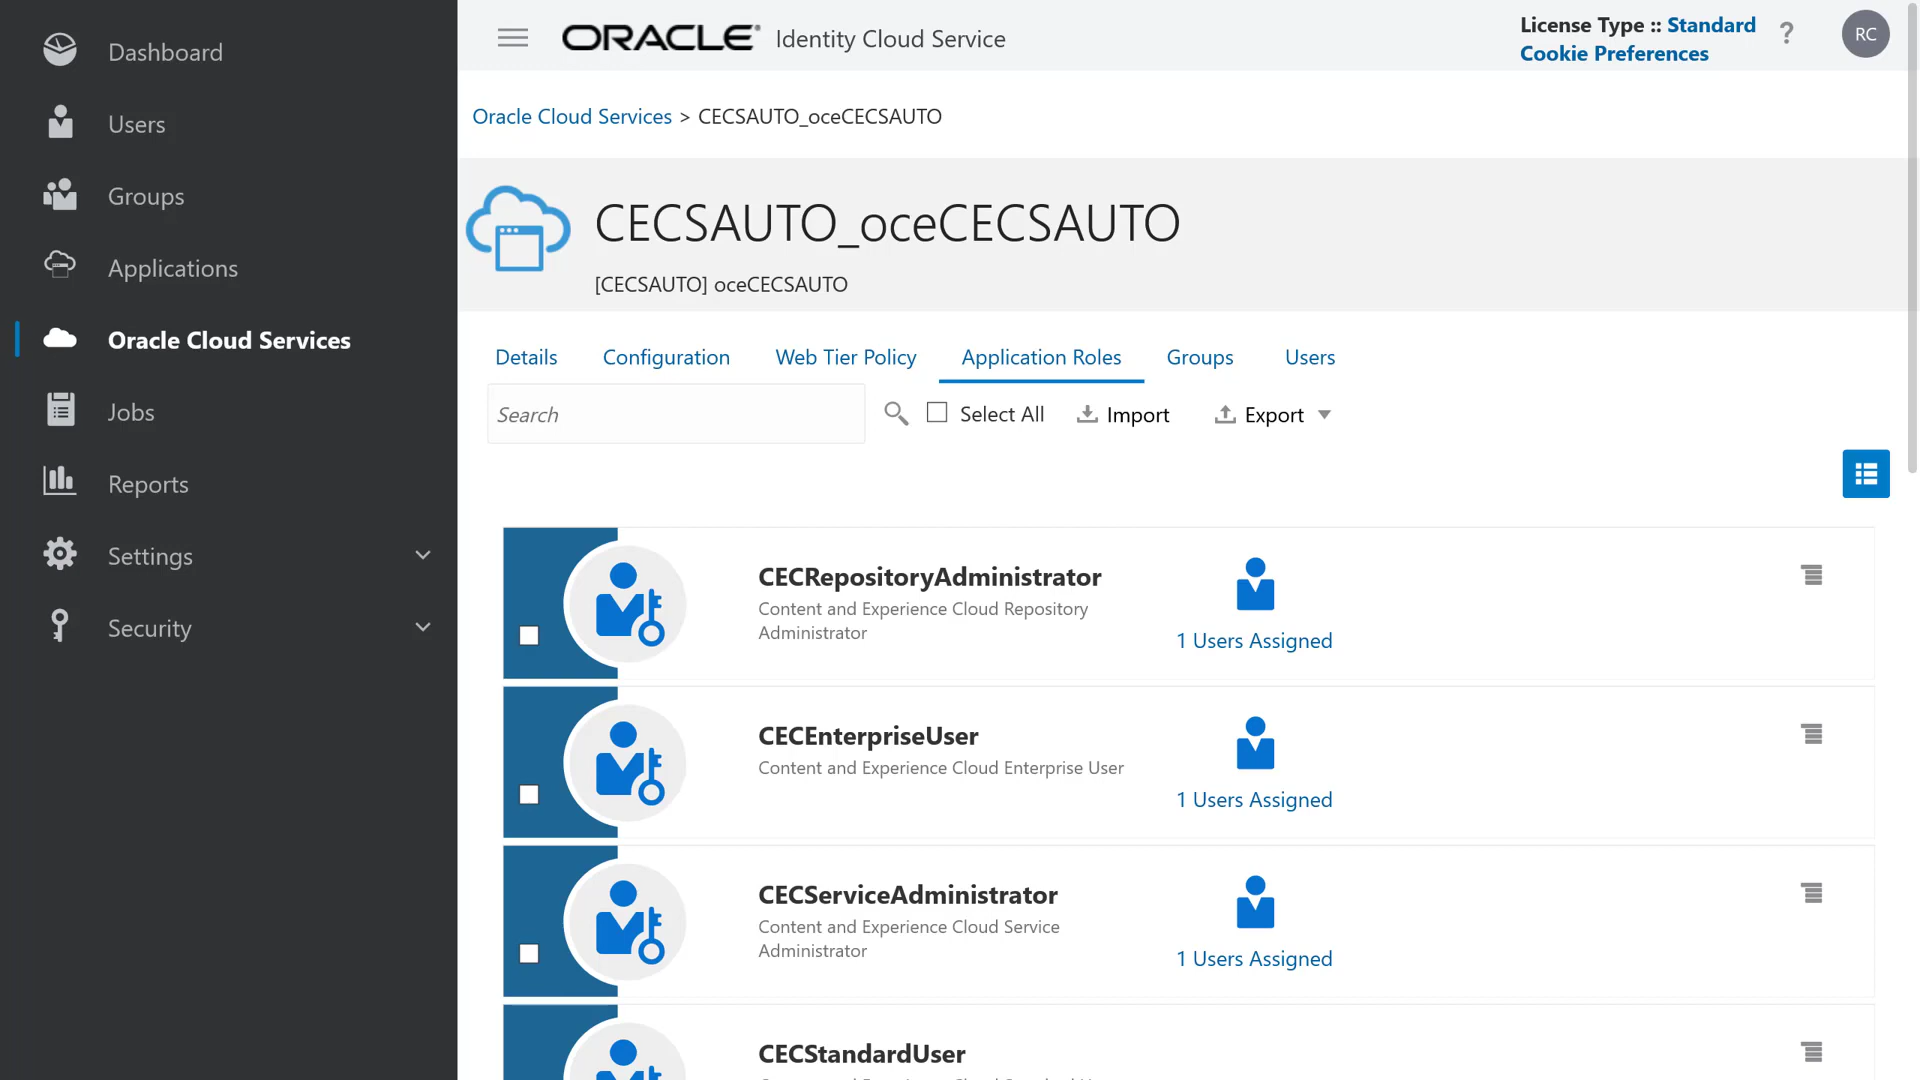 Dashboard
Users
Groups
Applications
Oracle Cloud Services
Jobs
Reports
Settings
Security
ORACLE® Identity Cloud Service
License Type :: Standard
Cookie Preferences
?
RC
Oracle Cloud Services > CECSAUTO_oceCECSAUTO
CECSAUTO_oceCECSAUTO
[CECSAUTO] oceCECSAUTO
Details Configuration Web Tier Policy Application Roles Groups Users
Search Select All Import Export
CECRepositoryAdministrator
Content and Experience Cloud Repository
Administrator
1 Users Assigned
CECEnterpriseUser
Content and Experience Cloud Enterprise User
1 Users Assigned
CECServiceAdministrator
Content and Experience Cloud Service
Administrator
1 Users Assigned
CECStandardUser